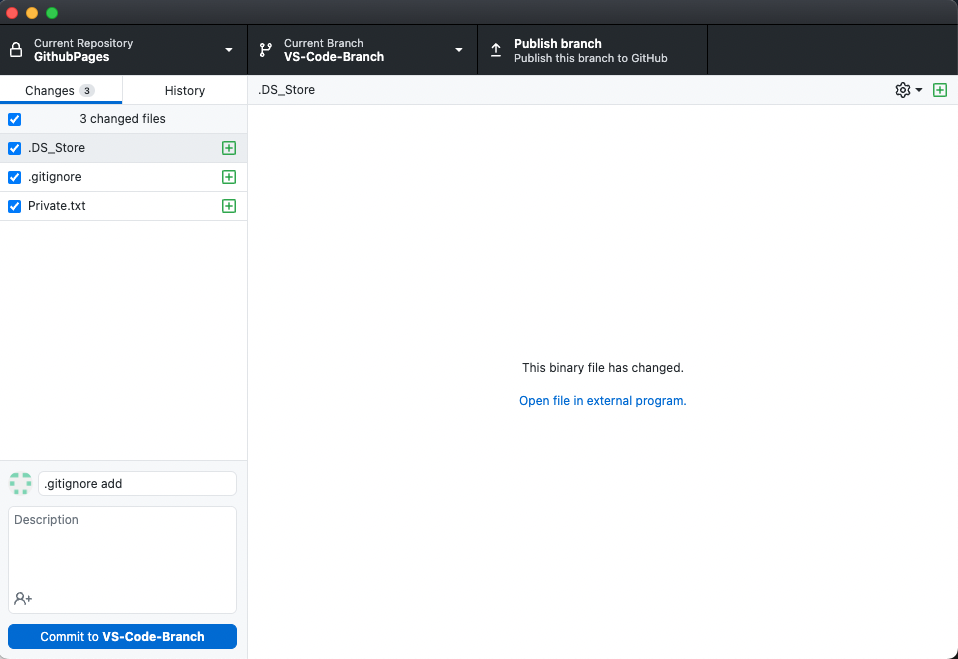 Current Repository
GithubPages
Current Branch
VS-Code-Branch
Publish branch
Publish this branch to GitHub
Changes 3
History
.DS_Store
3 changed files
.DS_Store
.gitignore
Private.txt
This binary file has changed.
Open file in external program.
.gitignore add
Description
Commit to VS-Code-Branch